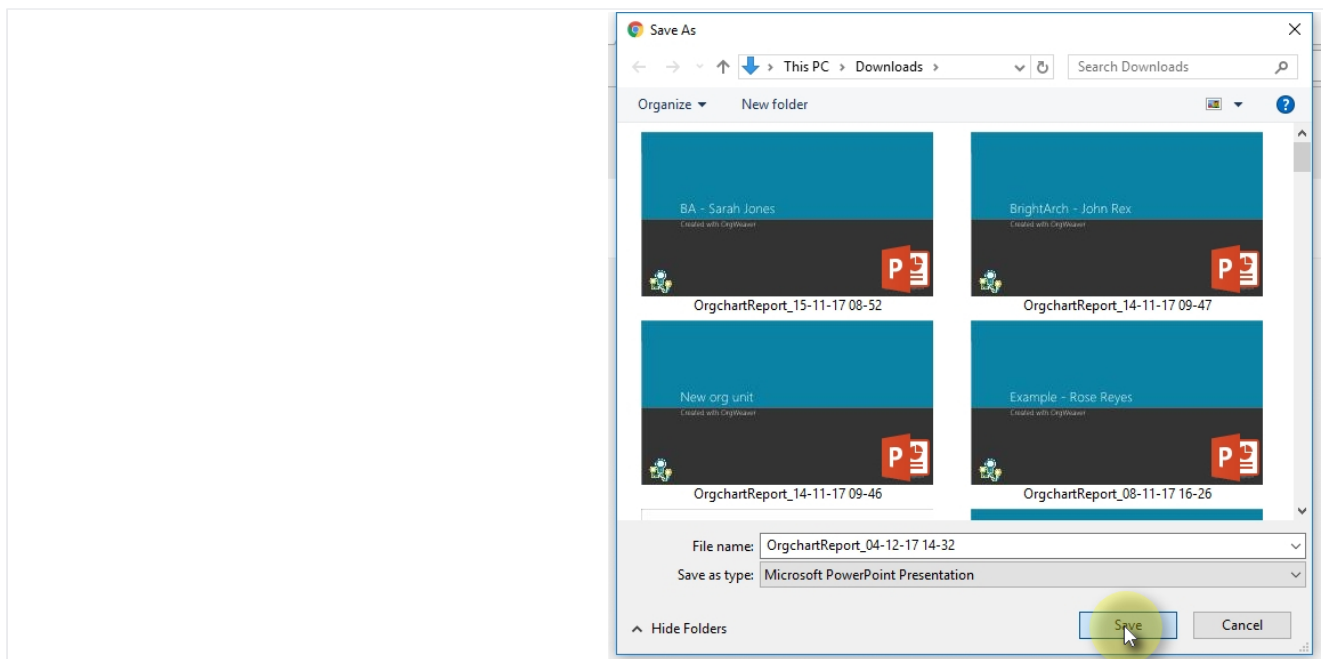 Save As
This PC > Downloads >
Search Downloads
Organize
New folder
?
BA - Sarah Jones
Created with OrgWeaver
P
OrgchartReport_15-11-17 08-52
BrightArch - John Rex
Created with OrgWeaver
P
OrgchartReport_14-11-17 09-47
New org unit
Created with OrgWeaver
P
OrgchartReport_14-11-17 09-46
Example - Rose Reyes
Created with OrgWeaver
P
OrgchartReport_08-11-17 16-26
File name: OrgchartReport_04-12-17 14-32
Save as type: Microsoft PowerPoint Presentation
Hide Folders
Save
Cancel